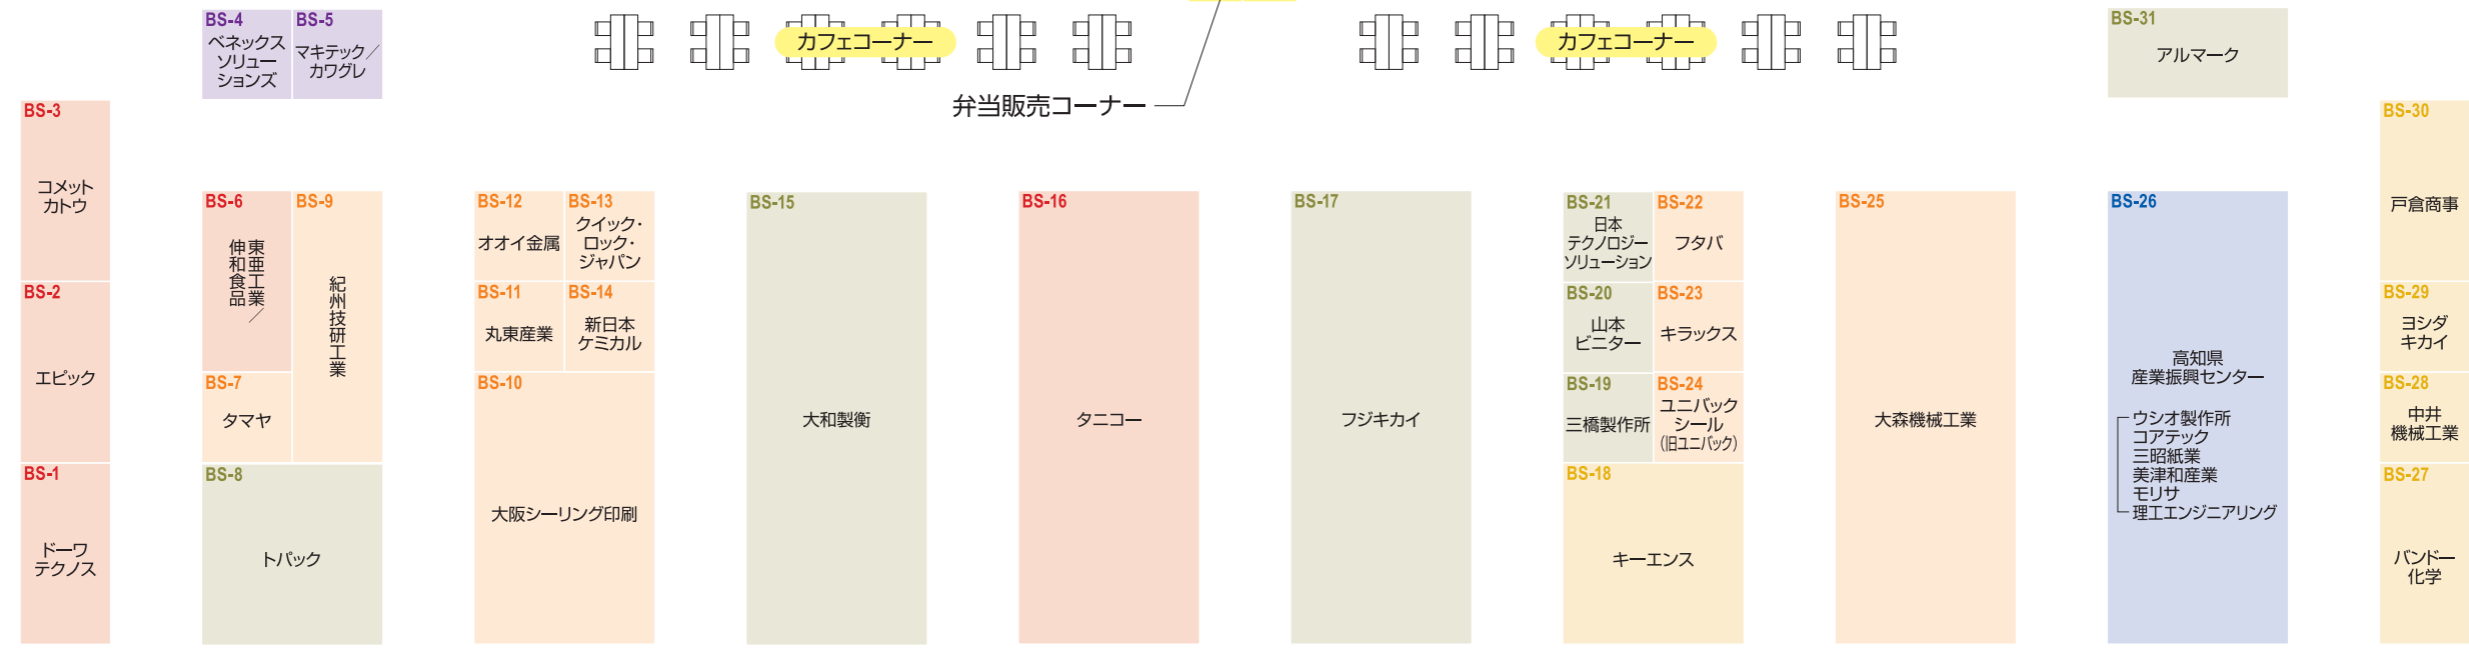 BS-4
ベネックス
ソリュー
ションズ
BS-5
マキテック／
カワグレ
カフェコーナー
カフェコーナー
弁当販売コーナー
BS-31
アルマーク
BS-3
コメット
カトウ
BS-2
エピック
BS-1
ドーワ
テクノス
BS-6
東亜工業／
伸和食品
BS-9
紀州技研工業
BS-7
タマヤ
BS-8
トパック
BS-12
オオイ金属
BS-13
クイック・
ロック・
ジャパン
BS-11
丸東産業
BS-14
新日本
ケミカル
BS-10
大阪シーリング印刷
BS-15
大和製衡
BS-16
タニコー
BS-17
フジキカイ
BS-21
日本
テクノロジー
ソリューション
BS-22
フタバ
BS-20
山本
ビニター
BS-23
キラックス
BS-19
三橋製作所
BS-24
ユニパック
シール
（旧ユニパック）
BS-18
キーエンス
BS-25
大森機械工業
BS-26
高知県
産業振興センター
ウシオ製作所
コアテック
三昭紙業
美津和産業
モリサ
理工エンジニアリング
BS-30
戸倉商事
BS-29
ヨシダ
キカイ
BS-28
中井
機械工業
BS-27
バンドー
化学